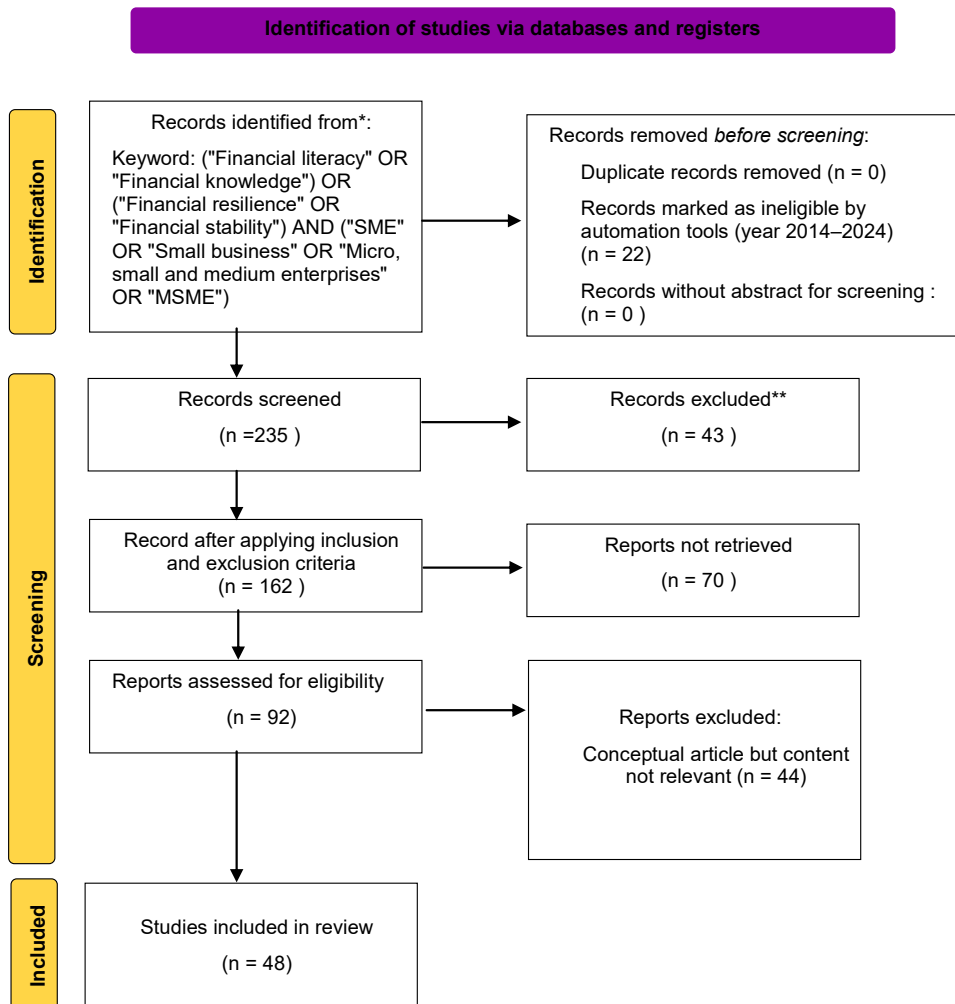 Identification of studies via databases and registers
Identification
Records identified from*:
Keyword: ("Financial literacy" OR
"Financial knowledge") OR
("Financial resilience" OR
"Financial stability") AND ("SME"
OR "Small business" OR "Micro,
small and medium enterprises"
OR "MSME")
Records removed before screening:
Duplicate records removed (n = 0)
Records marked as ineligible by
automation tools (year 2014–2024)
(n = 22)
Records without abstract for screening :
(n = 0 )
Screening
Records screened
(n =235 )
Records excluded**
(n = 43 )
Record after applying inclusion
and exclusion criteria
(n = 162 )
Reports not retrieved
(n = 70 )
Reports assessed for eligibility
(n = 92)
Reports excluded:
Conceptual article but content
not relevant (n = 44)
Included
Studies included in review
(n = 48)